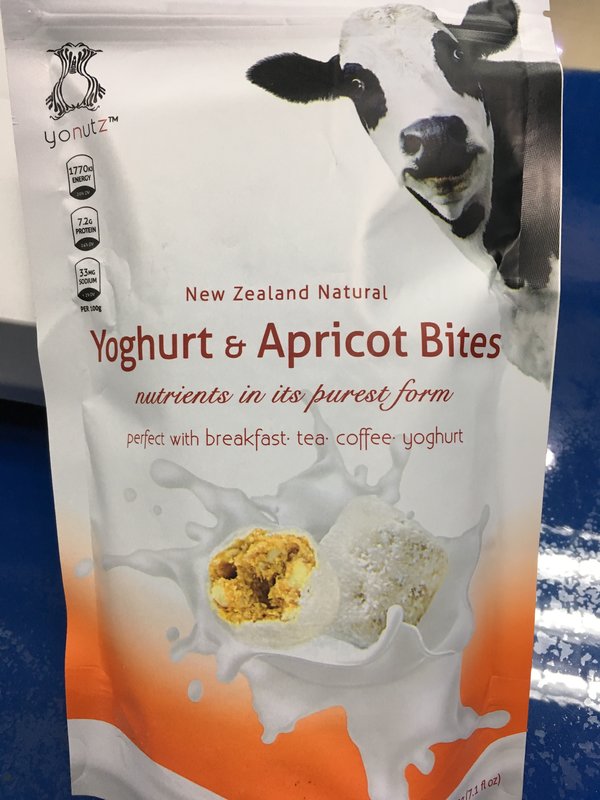 yonutz™
1770KJ
ENERGY
7.2G
PROTEIN
33MG
SODIUM
PER 100g
New Zealand Natural
Yoghurt & Apricot Bites
nutrients in its purest form
perfect with breakfast· tea· coffee· yoghurt
(7.1 fl oz)